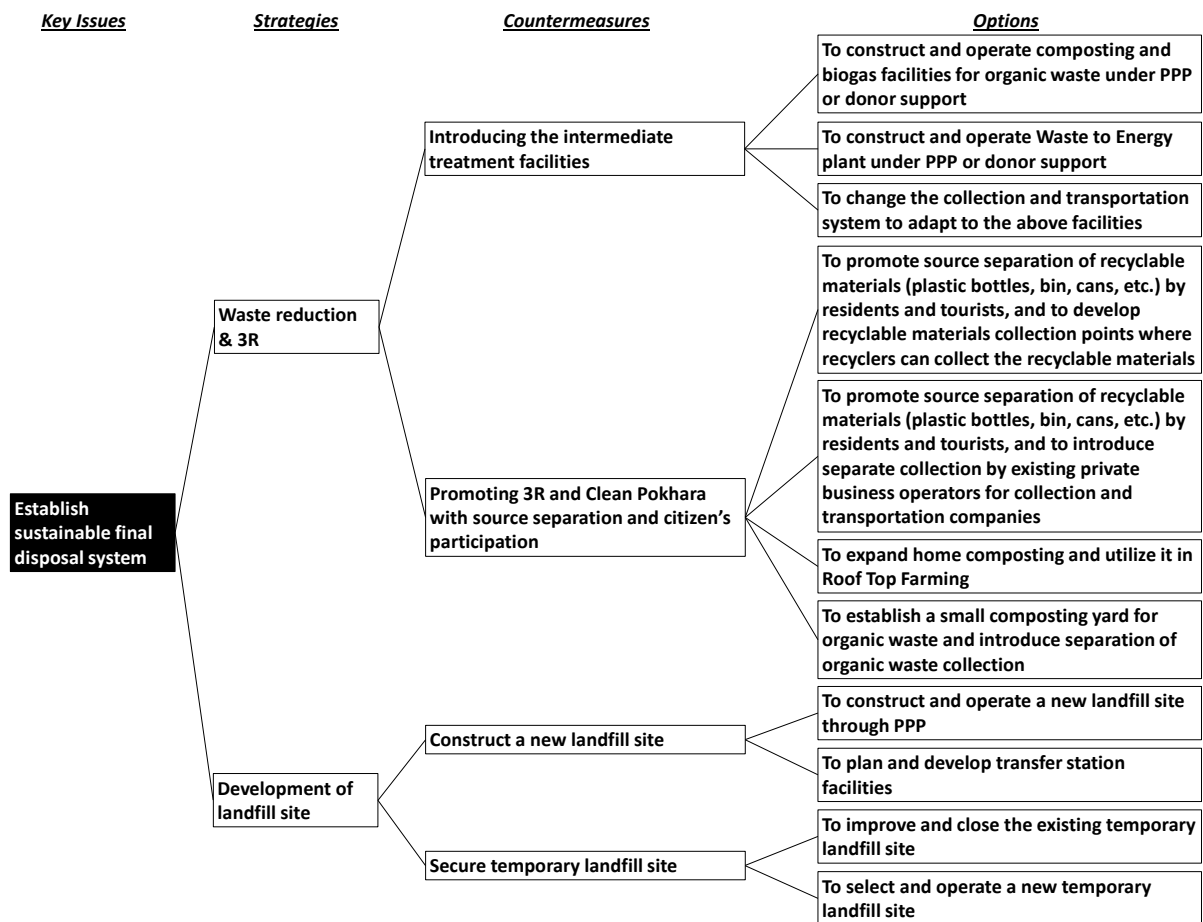 Key Issues
Strategies
Countermeasures
Options
Establish
sustainable final
disposal system
Waste reduction
& 3R
Development of
landfill site
Introducing the intermediate
treatment facilities
Promoting 3R and Clean Pokhara
with source separation and citizen’s
participation
Construct a new landfill site
Secure temporary landfill site
To construct and operate composting and
biogas facilities for organic waste under PPP
or donor support
To construct and operate Waste to Energy
plant under PPP or donor support
To change the collection and transportation
system to adapt to the above facilities
To promote source separation of recyclable
materials (plastic bottles, bin, cans, etc.) by
residents and tourists, and to develop
recyclable materials collection points where
recyclers can collect the recyclable materials
To promote source separation of recyclable
materials (plastic bottles, bin, cans, etc.) by
residents and tourists, and to introduce
separate collection by existing private
business operators for collection and
transportation companies
To expand home composting and utilize it in
Roof Top Farming
To establish a small composting yard for
organic waste and introduce separation of
organic waste collection
To construct and operate a new landfill site
through PPP
To plan and develop transfer station
facilities
To improve and close the existing temporary
landfill site
To select and operate a new temporary
landfill site